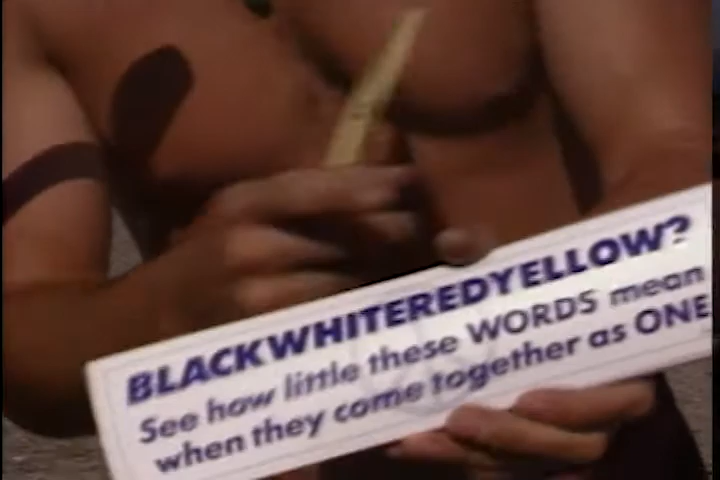 BLACKWHITEREDYELLOW?
See how little these WORDS mean
when they come together as ONE